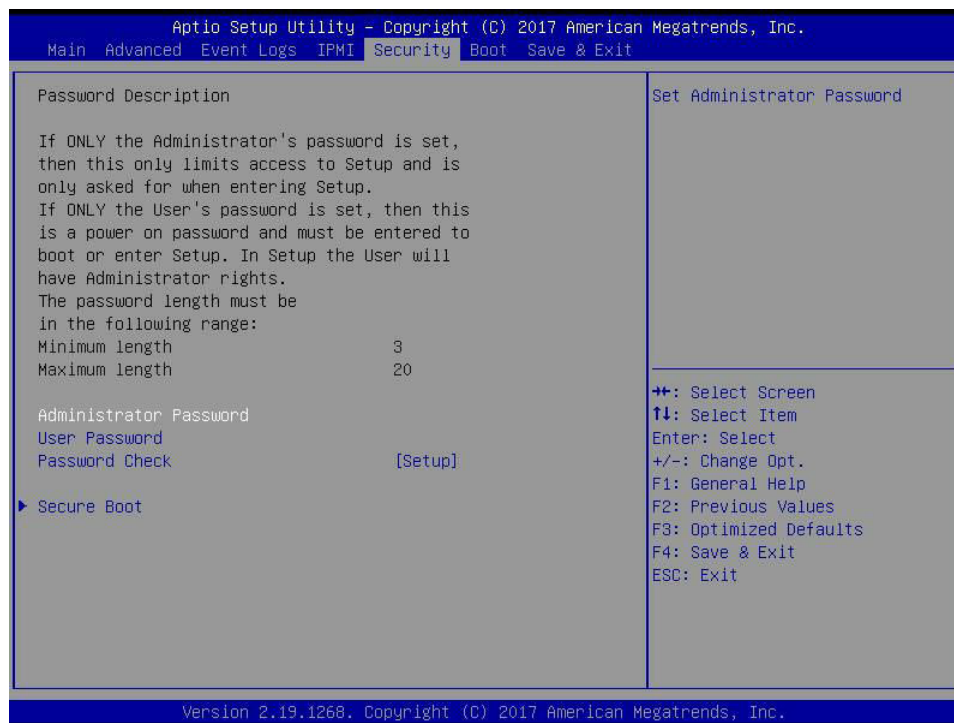 Aptio Setup Utility – Copyright (C) 2017 American Megatrends, Inc.
Main Advanced Event Logs IPMI Security Boot Save & Exit
Password Description
If ONLY the Administrator's password is set,
then this only limits access to Setup and is
only asked for when entering Setup.
If ONLY the User's password is set, then this
is a power on password and must be entered to
boot or enter Setup. In Setup the User will
have Administrator rights.
The password length must be
in the following range:
Minimum length 3
Maximum length 20
Administrator Password
User Password
Password Check [Setup]
Secure Boot
Set Administrator Password
→←: Select Screen
↑↓: Select Item
Enter: Select
+/-: Change Opt.
F1: General Help
F2: Previous Values
F3: Optimized Defaults
F4: Save & Exit
ESC: Exit
Version 2.19.1268. Copyright (C) 2017 American Megatrends, Inc.